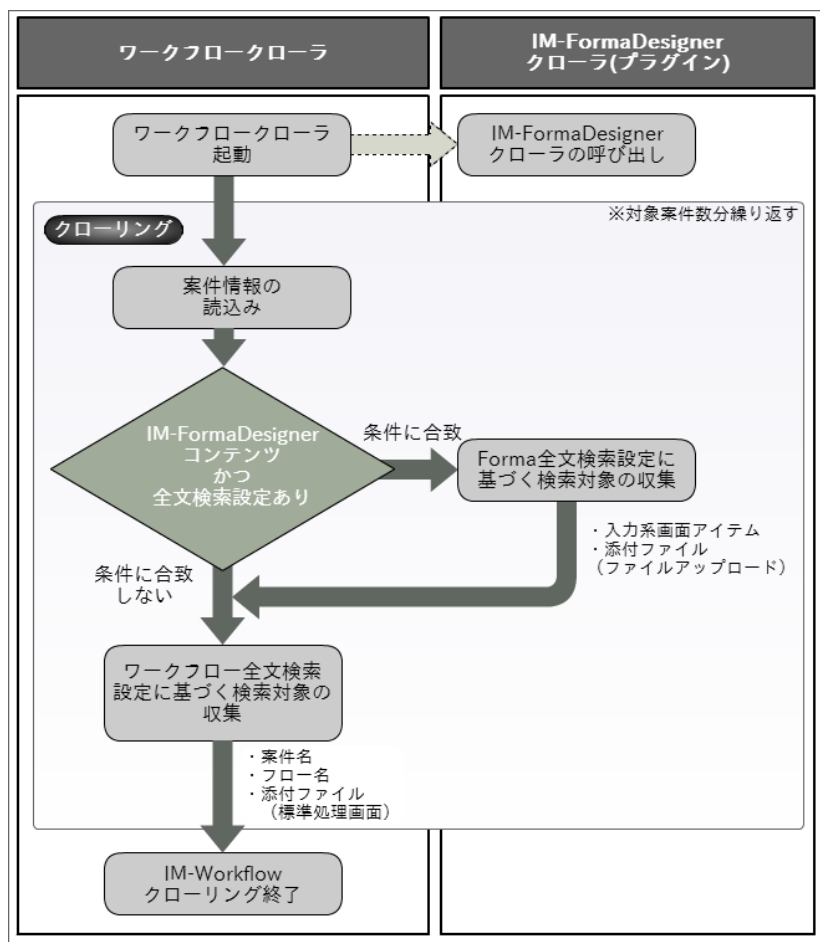 ワークフロークローラ
IM-FormaDesigner
クローラ(プラグイン)
ワークフロークローラ
起動
IM-FormaDesigner
クローラの呼び出し
※対象案件数分繰り返す
クローリング
案件情報の
読込み
IM-FormaDesigner
コンテンツ
かつ
全文検索設定あり
条件に合致
Forma全文検索設定に
基づく検索対象の収集
・入力系画面アイテム
・添付ファイル
（ファイルアップロード）
条件に合致
しない
ワークフロー全文検索
設定に基づく検索対象の
収集
・案件名
・フロー名
・添付ファイル
（標準処理画面）
IM-Workflow
クローリング終了